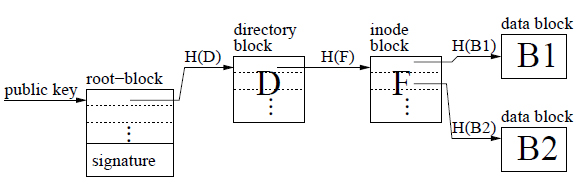 public key
root−block
⋮
signature
H(D)
directory
block
D
⋮
H(F)
inode
block
F
⋮
H(B1)
data block
B1
H(B2)
data block
B2